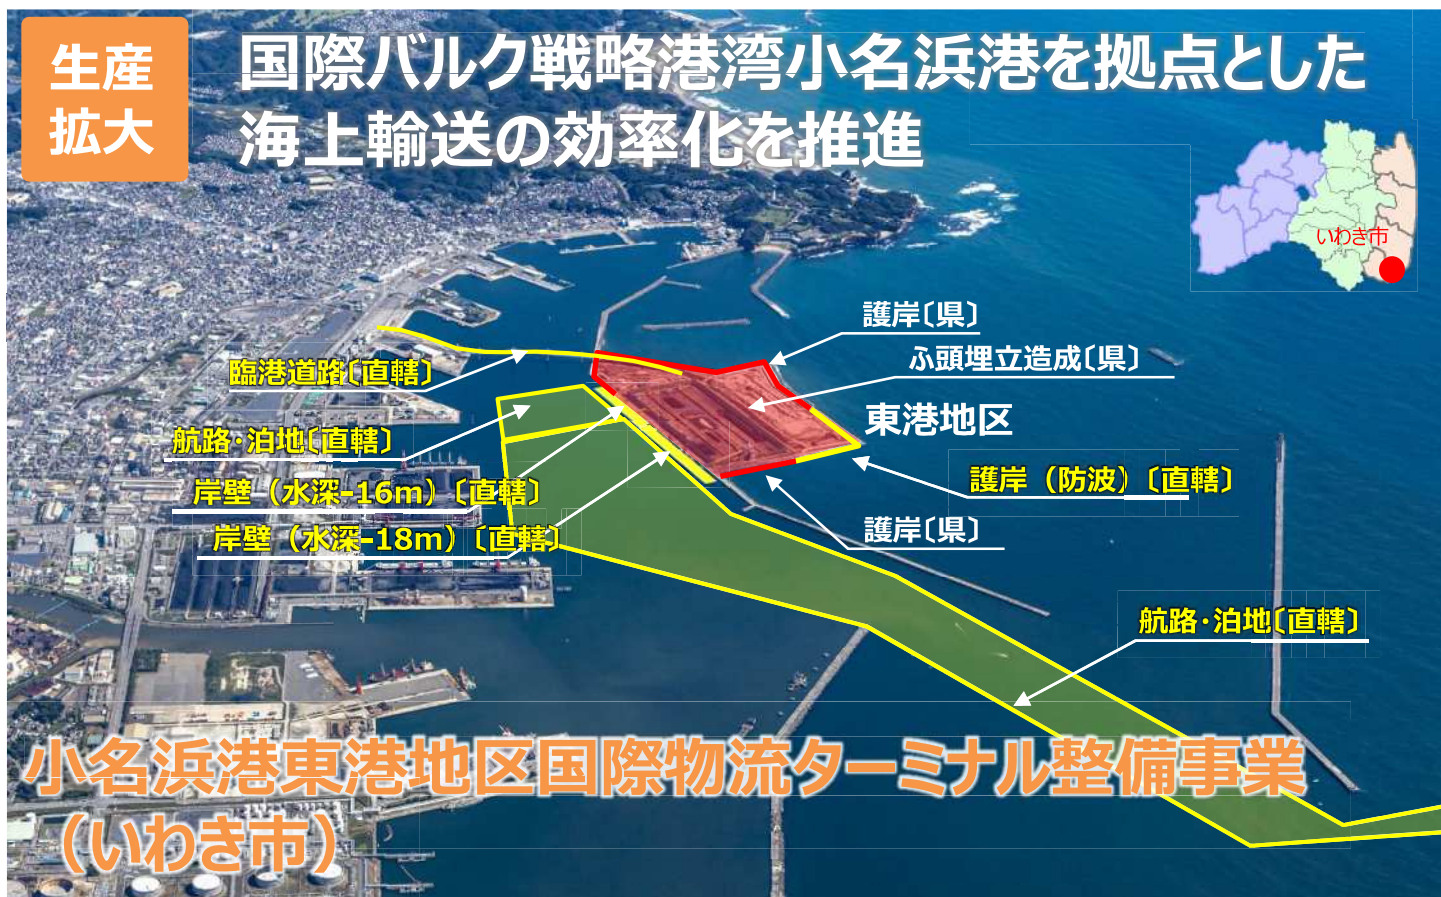 生産
拡大
国際バルク戦略港湾小名浜港を拠点とした
海上輸送の効率化を推進
いわき市
護岸〔県〕
ふ頭埋立造成〔県〕
臨港道路〔直轄〕
東港地区
航路・泊地〔直轄〕
護岸（防波）〔直轄〕
岸壁（水深-16m）〔直轄〕
護岸〔県〕
岸壁（水深-18m）〔直轄〕
航路・泊地〔直轄〕
小名浜港東港地区国際物流ターミナル整備事業
（いわき市）